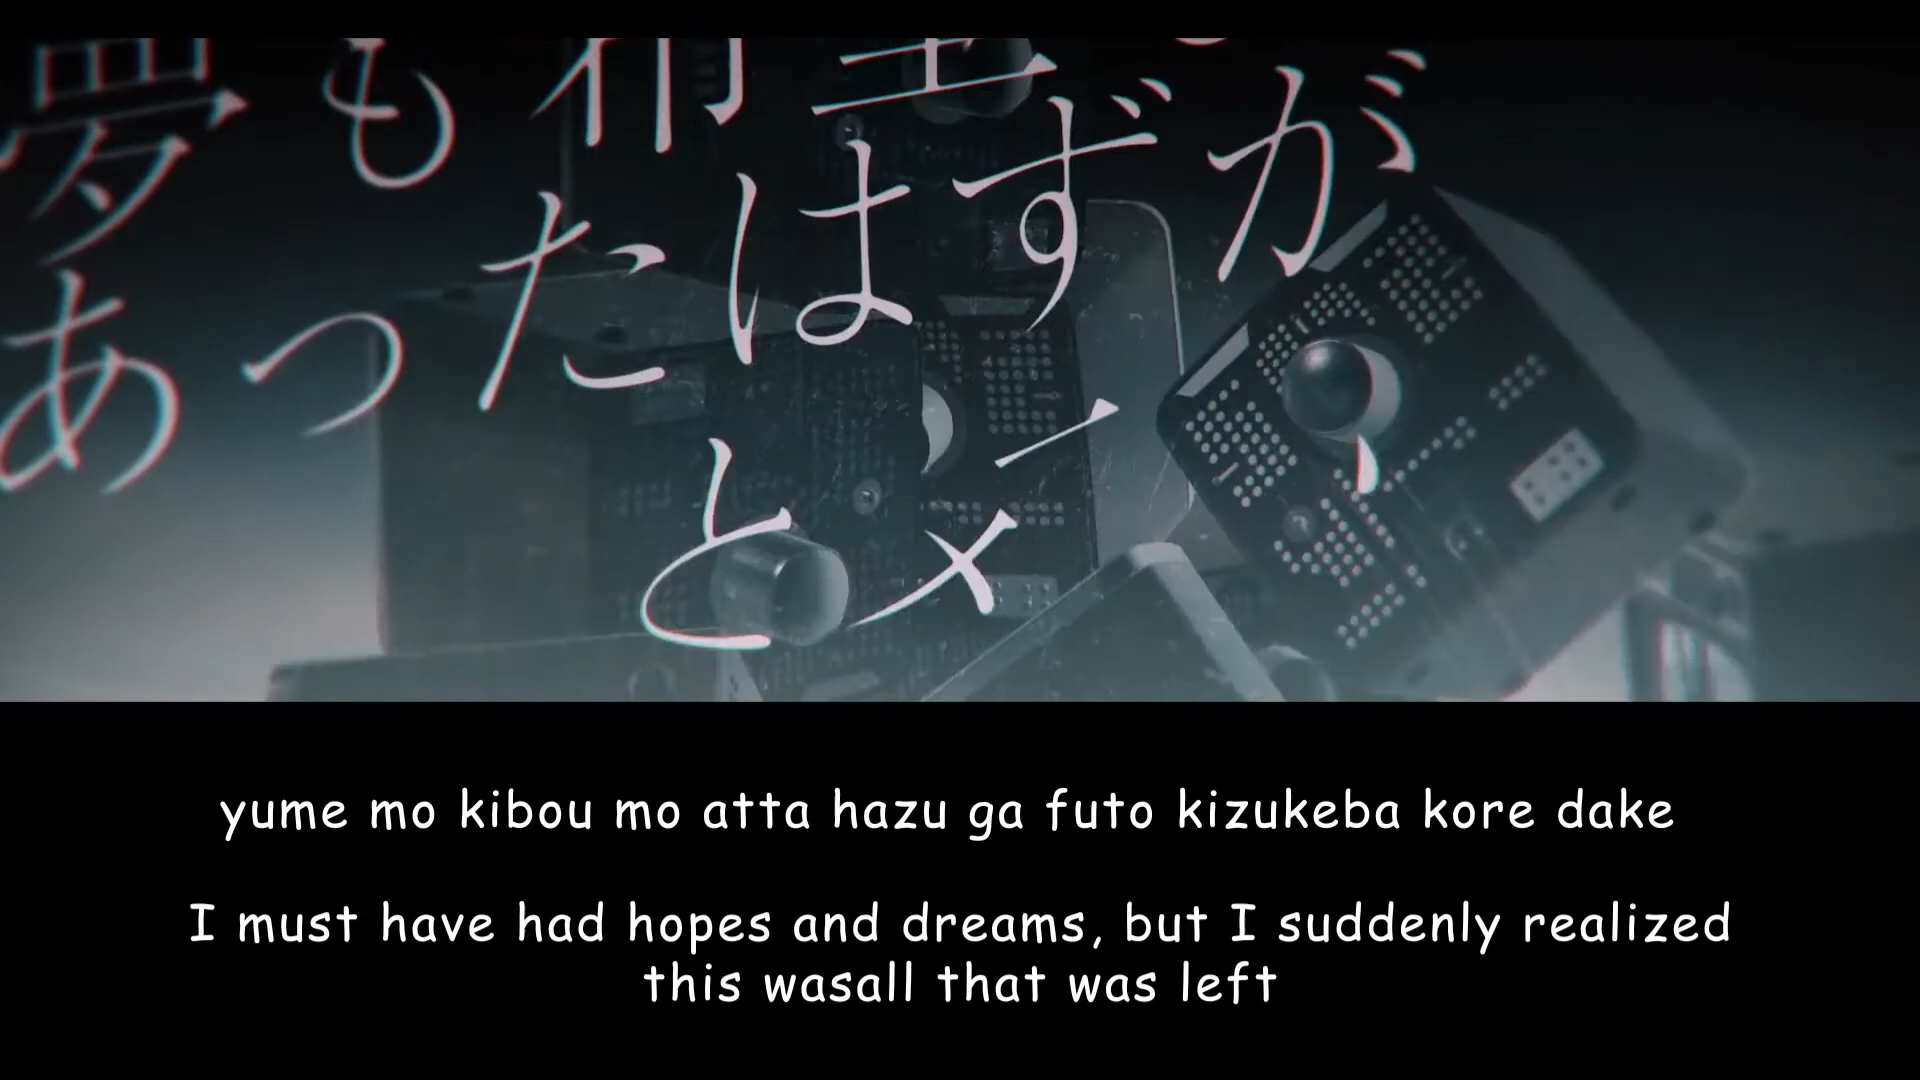 夢も希望も
あったはずが
と
yume mo kibou mo atta hazu ga futo kizukeba kore dake
I must have had hopes and dreams, but I suddenly realized
this wasall that was left